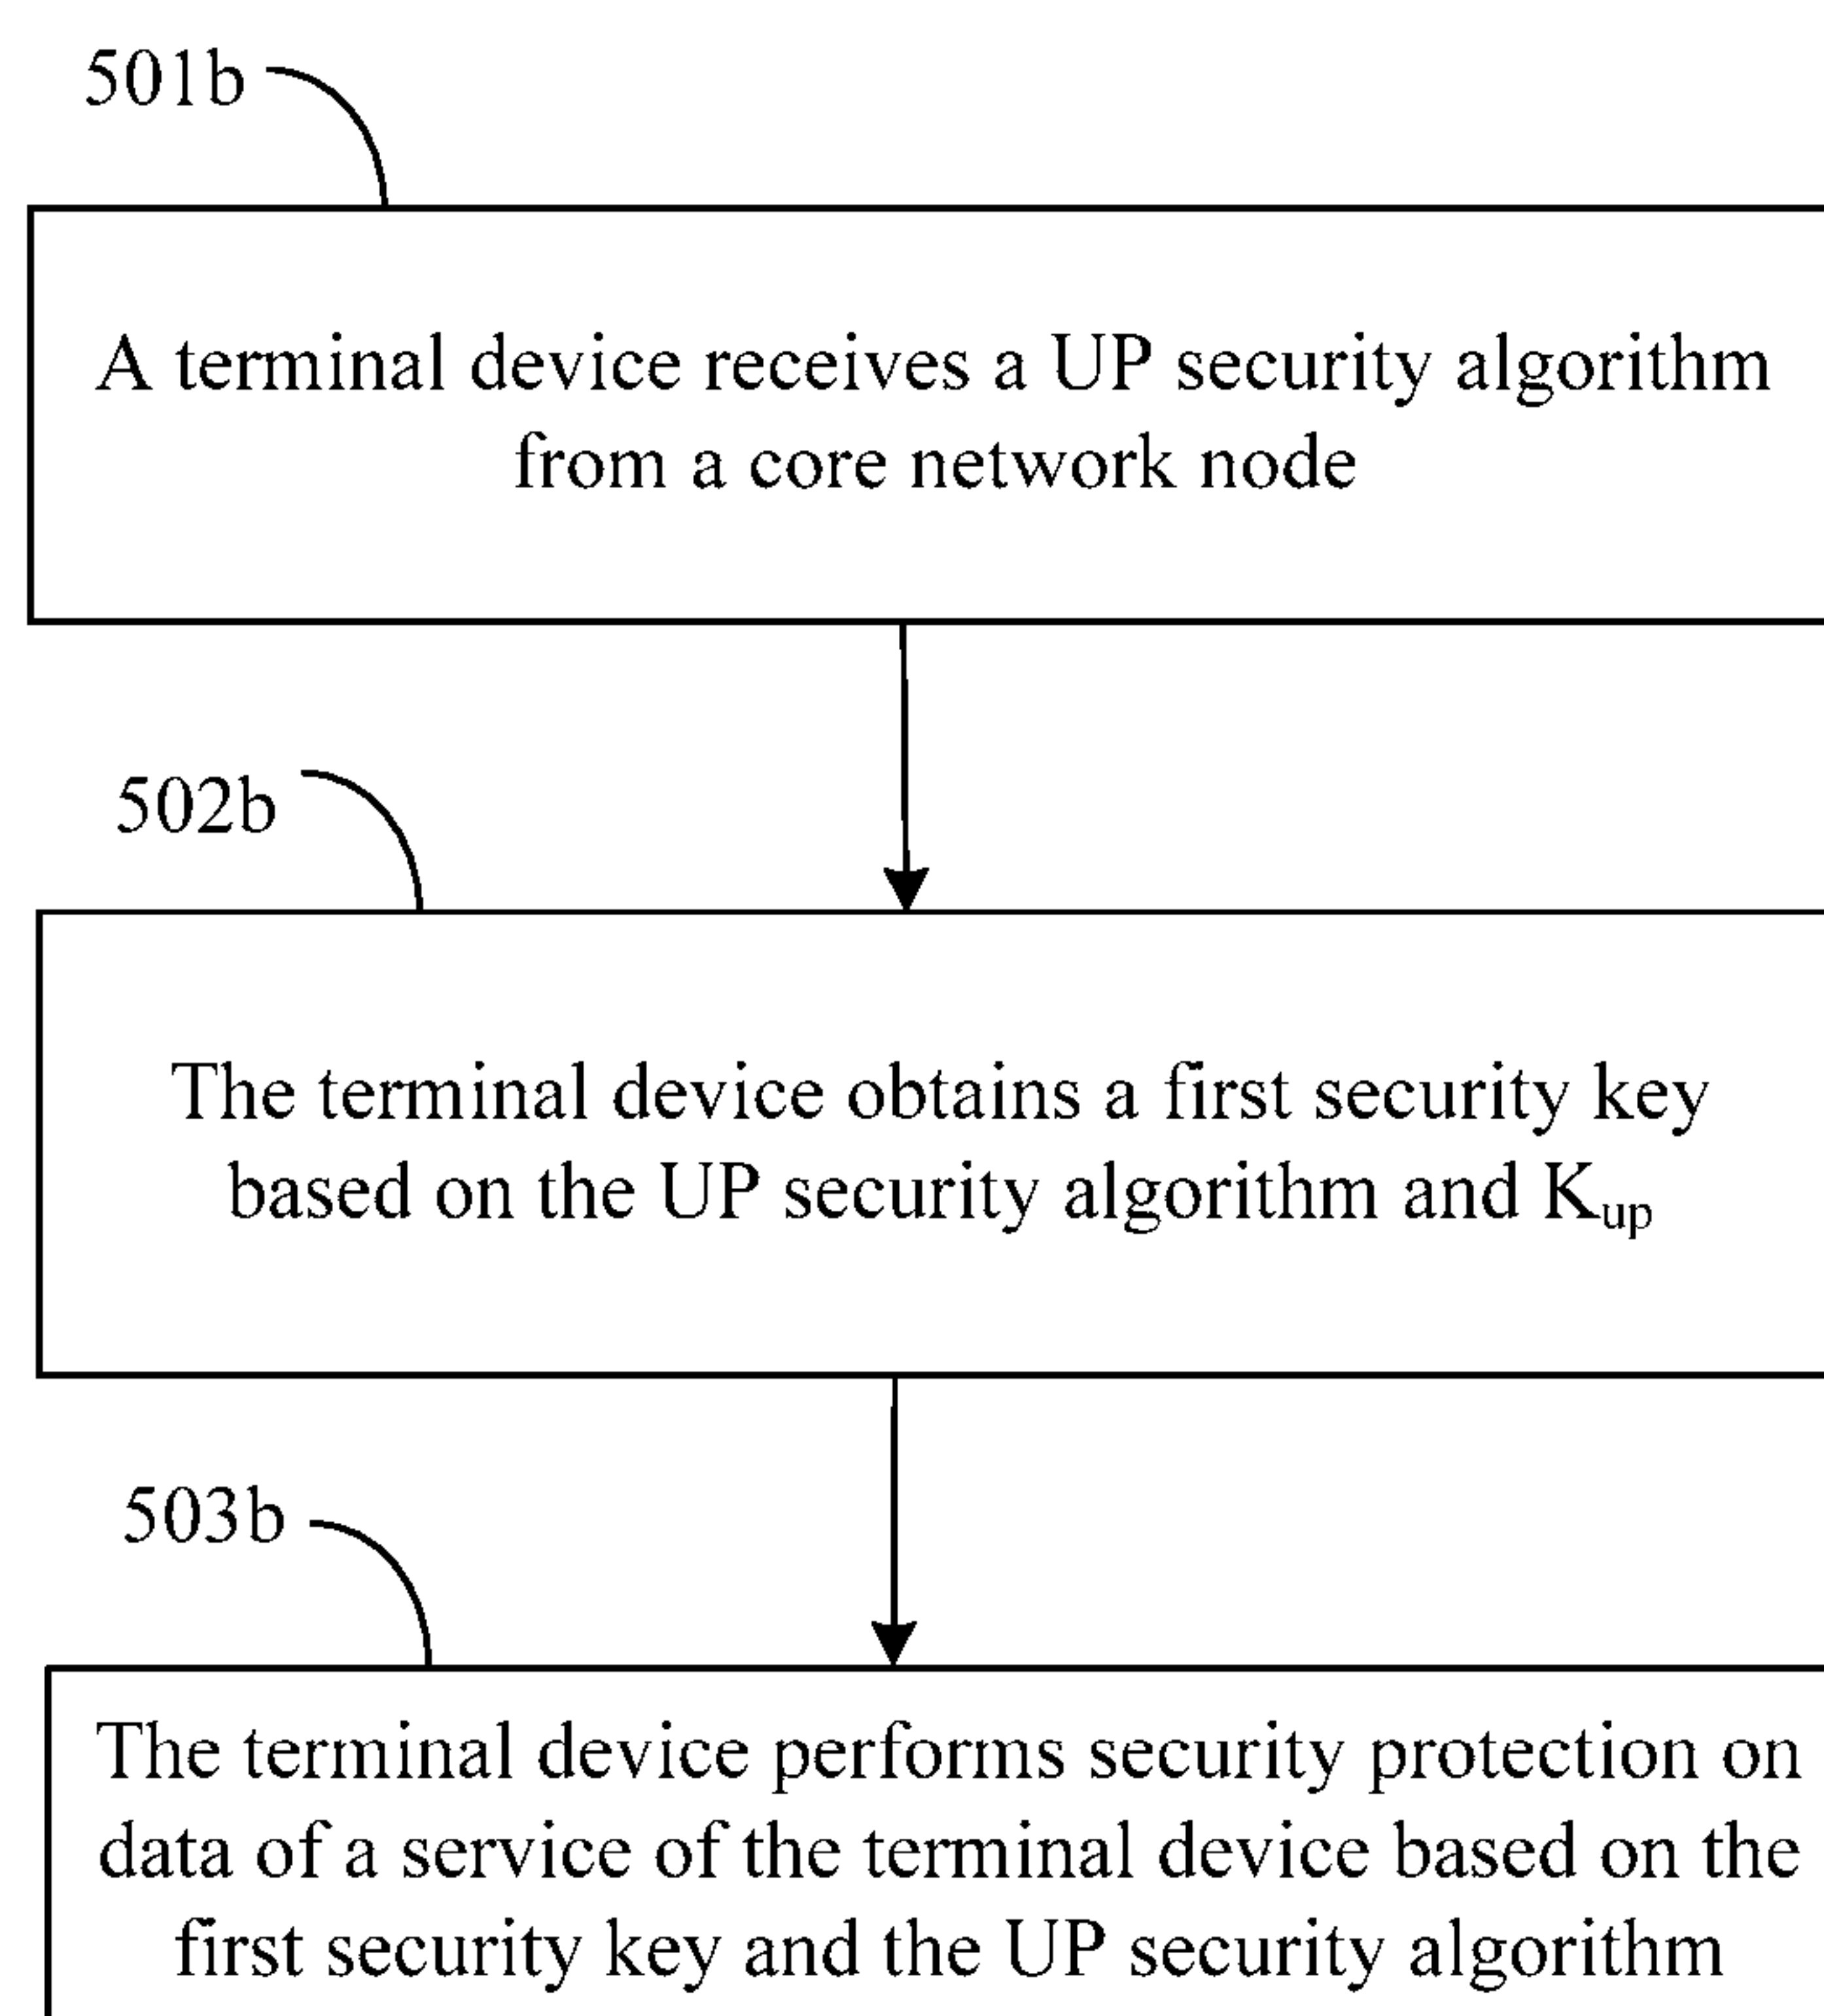 501b
A terminal device receives a UP security algorithm
from a core network node
502b
The terminal device obtains a first security key
based on the UP security algorithm and Kup
503b
The terminal device performs security protection on
data of a service of the terminal device based on the
first security key and the UP security algorithm